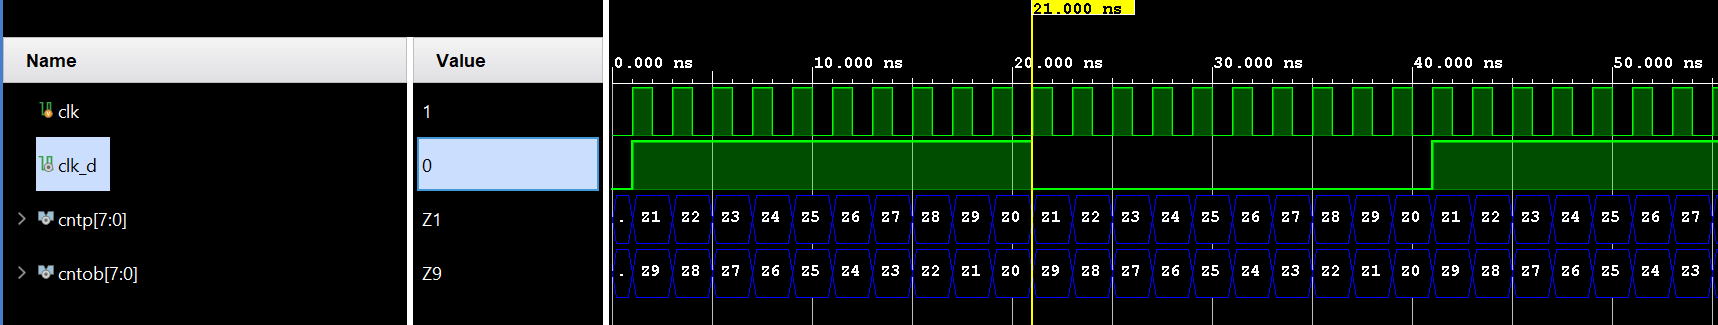 21.000 ns
Name Value
0.000 ns 10.000 ns 20.000 ns 30.000 ns 40.000 ns 50.000 ns
clk 1
clk_d 0
cntp[7:0] Z1 . Z1 Z2 Z3 Z4 Z5 Z6 Z7 Z8 Z9 Z0 Z1 Z2 Z3 Z4 Z5 Z6 Z7 Z8 Z9 Z0 Z1 Z2 Z3 Z4 Z5 Z6 Z7
cntob[7:0] Z9 . Z9 Z8 Z7 Z6 Z5 Z4 Z3 Z2 Z1 Z0 Z9 Z8 Z7 Z6 Z5 Z4 Z3 Z2 Z1 Z0 Z9 Z8 Z7 Z6 Z5 Z4 Z3